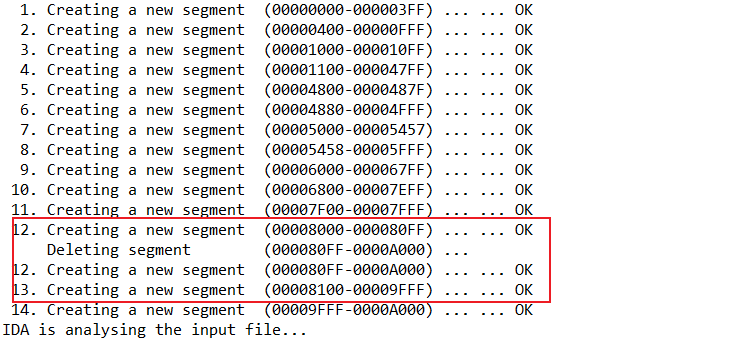 1. Creating a new segment (00000000-000003FF) ... ... OK
2. Creating a new segment (00000400-00000FFF) ... ... OK
3. Creating a new segment (00001000-000010FF) ... ... OK
4. Creating a new segment (00001100-000047FF) ... ... OK
5. Creating a new segment (00004800-0000487F) ... ... OK
6. Creating a new segment (00004880-00004FFF) ... ... OK
7. Creating a new segment (00005000-00005457) ... ... OK
8. Creating a new segment (00005458-00005FFF) ... ... OK
9. Creating a new segment (00006000-000067FF) ... ... OK
10. Creating a new segment (00006800-00007EFF) ... ... OK
11. Creating a new segment (00007F00-00007FFF) ... ... OK
12. Creating a new segment (00008000-000080FF) ... ... OK
Deleting segment (000080FF-0000A000) ...
12. Creating a new segment (000080FF-0000A000) ... ... OK
13. Creating a new segment (00008100-00009FFF) ... ... OK
14. Creating a new segment (00009FFF-0000A000) ... ... OK
IDA is analysing the input file...